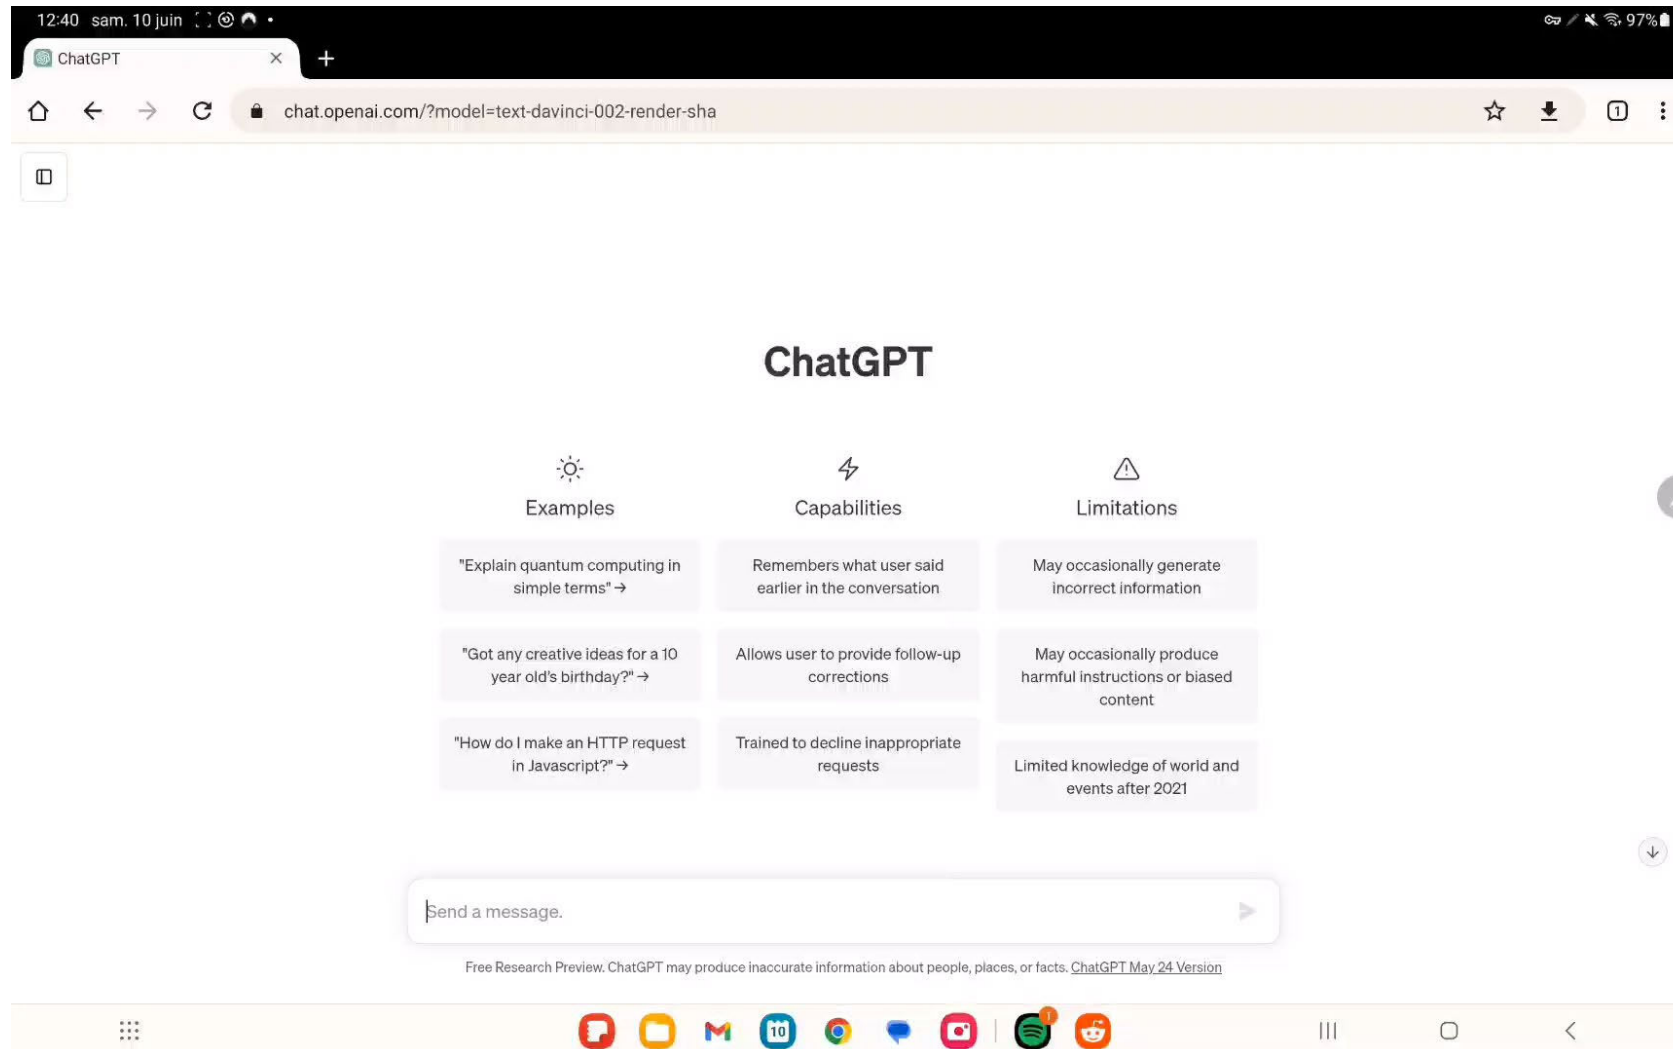 12:40 sam. 10 juin
97%
ChatGPT
chat.openai.com/?model=text-davinci-002-render-sha
1
ChatGPT
Examples
"Explain quantum computing in
simple terms" →
"Got any creative ideas for a 10
year old's birthday?" →
"How do I make an HTTP request
in Javascript?" →
Capabilities
Remembers what user said
earlier in the conversation
Allows user to provide follow-up
corrections
Trained to decline inappropriate
requests
Limitations
May occasionally generate
incorrect information
May occasionally produce
harmful instructions or biased
content
Limited knowledge of world and
events after 2021
Send a message.
Free Research Preview. ChatGPT may produce inaccurate information about people, places, or facts. ChatGPT May 24 Version
10
1